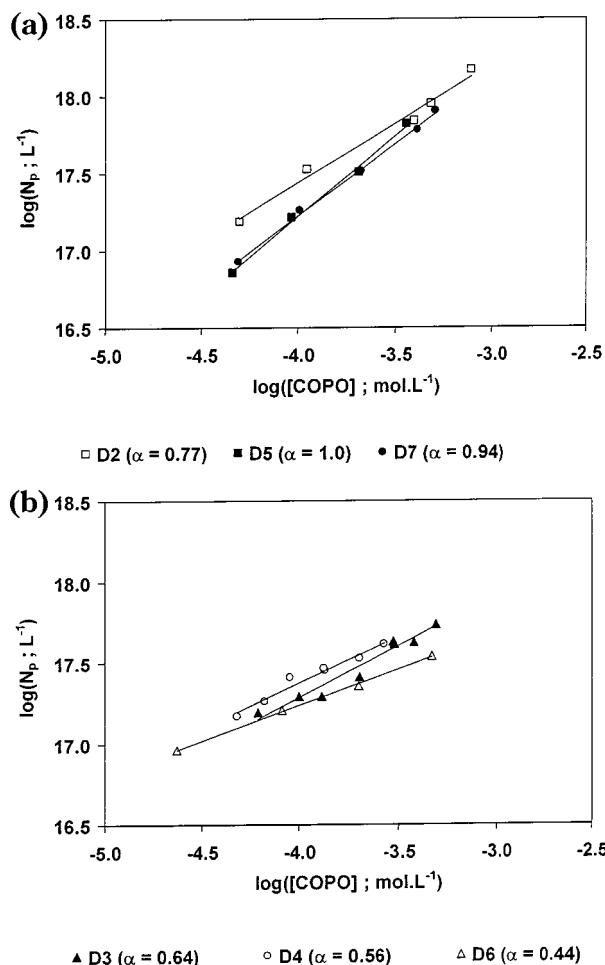 (a)
18.5
18.0
17.5
17.0
16.5
log(Nₚ ; L⁻¹)
-5.0 -4.5 -4.0 -3.5 -3.0 -2.5
log([COPO] ; mol.L⁻¹)
□ D2 (α = 0.77) ■ D5 (α = 1.0) ● D7 (α = 0.94)
(b)
18.5
18.0
17.5
17.0
16.5
log(Nₚ ; L⁻¹)
-5.0 -4.5 -4.0 -3.5 -3.0 -2.5
log([COPO] ; mol.L⁻¹)
▲ D3 (α = 0.64) ○ D4 (α = 0.56) △ D6 (α = 0.44)